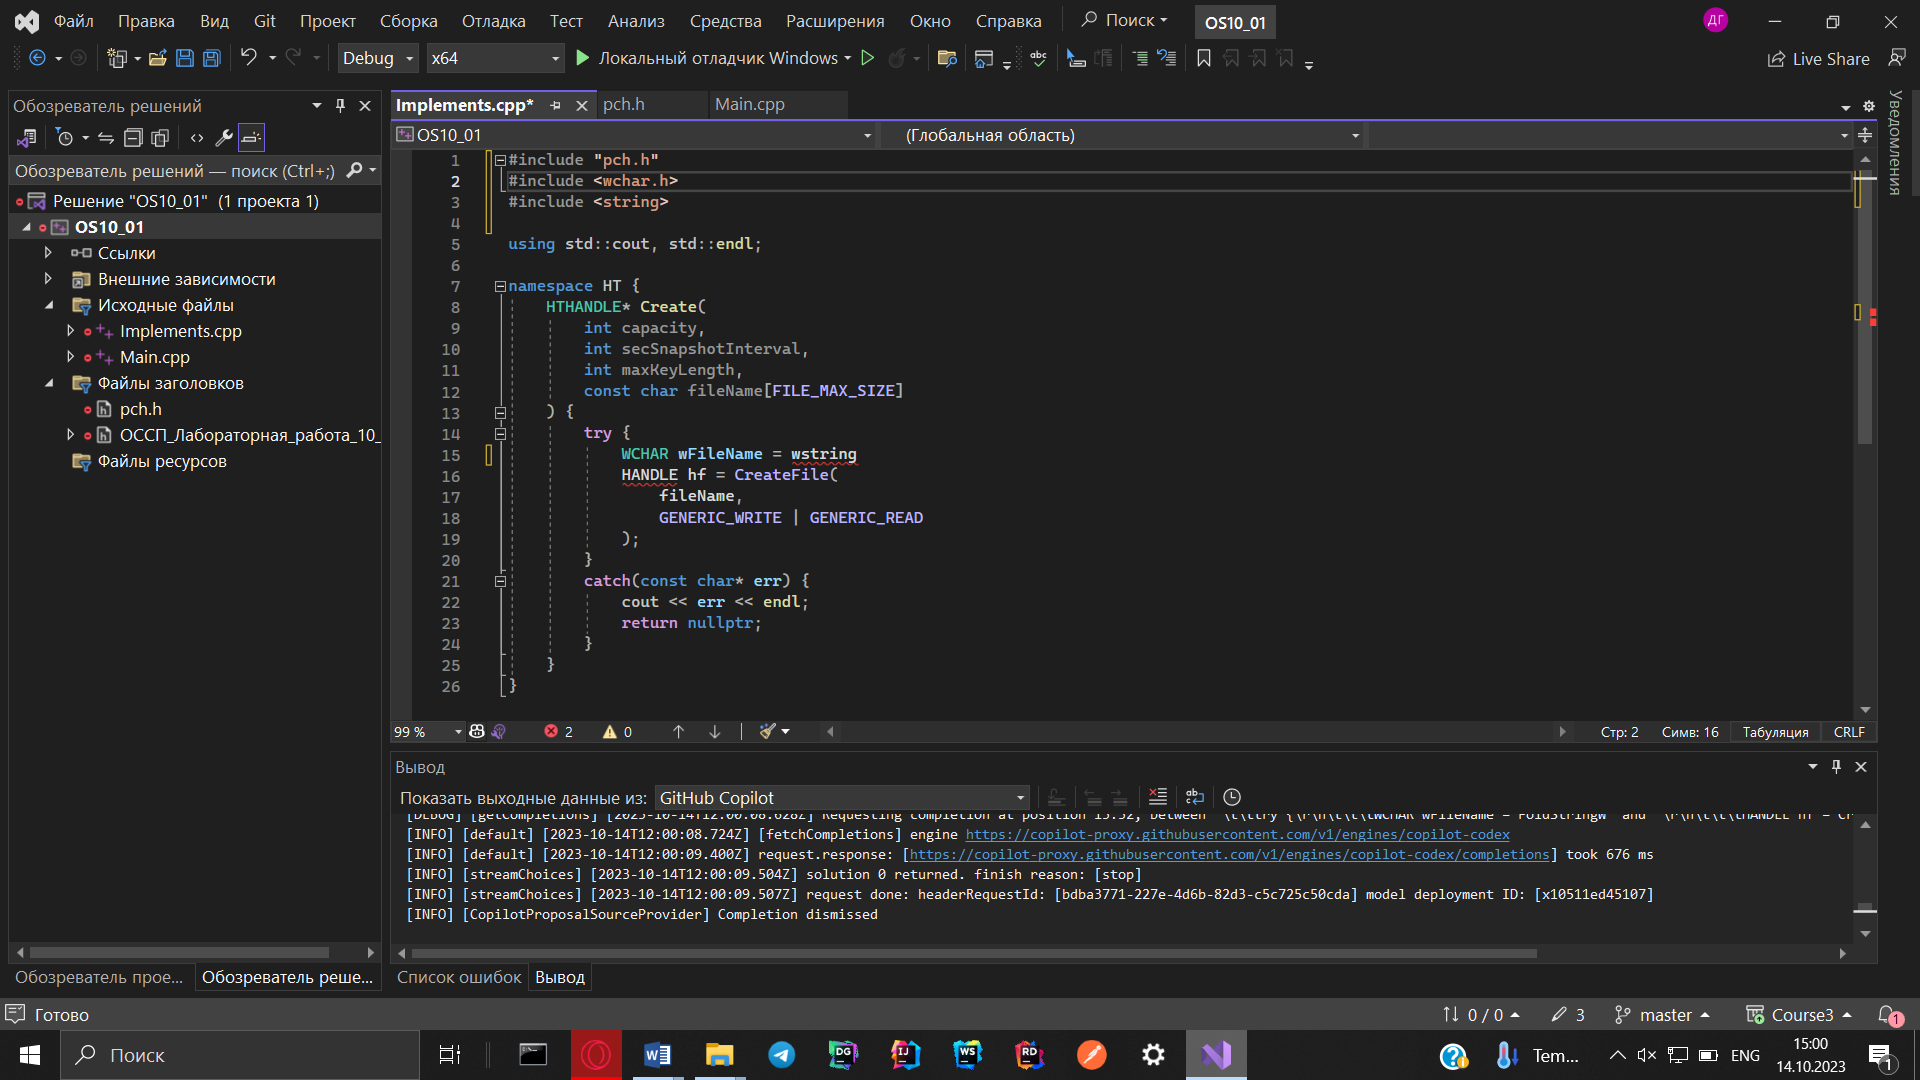 Файл Правка Вид Git Проект Сборка Отладка Тест Анализ Средства Расширения Окно Справка Поиск OS10_01 ДГ
Debug x64 Локальный отладчик Windows Live Share
Обозреватель решений
Implements.cpp* pch.h Main.cpp
Уведомления
OS10_01 (Глобальная область)
Обозреватель решений — поиск (Ctrl+;)
Решение "OS10_01" (1 проекта 1)
OS10_01
Ссылки
Внешние зависимости
Исходные файлы
Implements.cpp
Main.cpp
Файлы заголовков
pch.h
ОССП_Лабораторная_работа_10_
Файлы ресурсов
1 #include "pch.h"
2 #include <wchar.h>
3 #include <string>
4
5 using std::cout, std::endl;
6
7 namespace HT {
8 HTHANDLE* Create(
9 int capacity,
10 int secSnapshotInterval,
11 int maxKeyLength,
12 const char fileName[FILE_MAX_SIZE]
13 ) {
14 try {
15 WCHAR wFileName = wstring
16 HANDLE hf = CreateFile(
17 fileName,
18 GENERIC_WRITE | GENERIC_READ
19 );
20 }
21 catch(const char* err) {
22 cout << err << endl;
23 return nullptr;
24 }
25 }
26 }
99 % 2 0 Стр: 2 Симв: 16 Табуляция CRLF
Вывод
Показать выходные данные из: GitHub Copilot
[INFO] [default] [2023-10-14T12:00:08.724Z] [fetchCompletions] engine https://copilot-proxy.githubusercontent.com/v1/engines/copilot-codex
[INFO] [default] [2023-10-14T12:00:09.400Z] request.response: [https://copilot-proxy.githubusercontent.com/v1/engines/copilot-codex/completions] took 676 ms
[INFO] [streamChoices] [2023-10-14T12:00:09.504Z] solution 0 returned. finish reason: [stop]
[INFO] [streamChoices] [2023-10-14T12:00:09.507Z] request done: headerRequestId: [bdba3771-227e-4d6b-82d3-c5c725c50cda] model deployment ID: [x10511ed45107]
[INFO] [CopilotProposalSourceProvider] Completion dismissed
Обозреватель прое... Обозреватель реше... Список ошибок Вывод
Готово 0 / 0 3 master Course3 1
Поиск Tem... ENG 15:00
14.10.2023 1